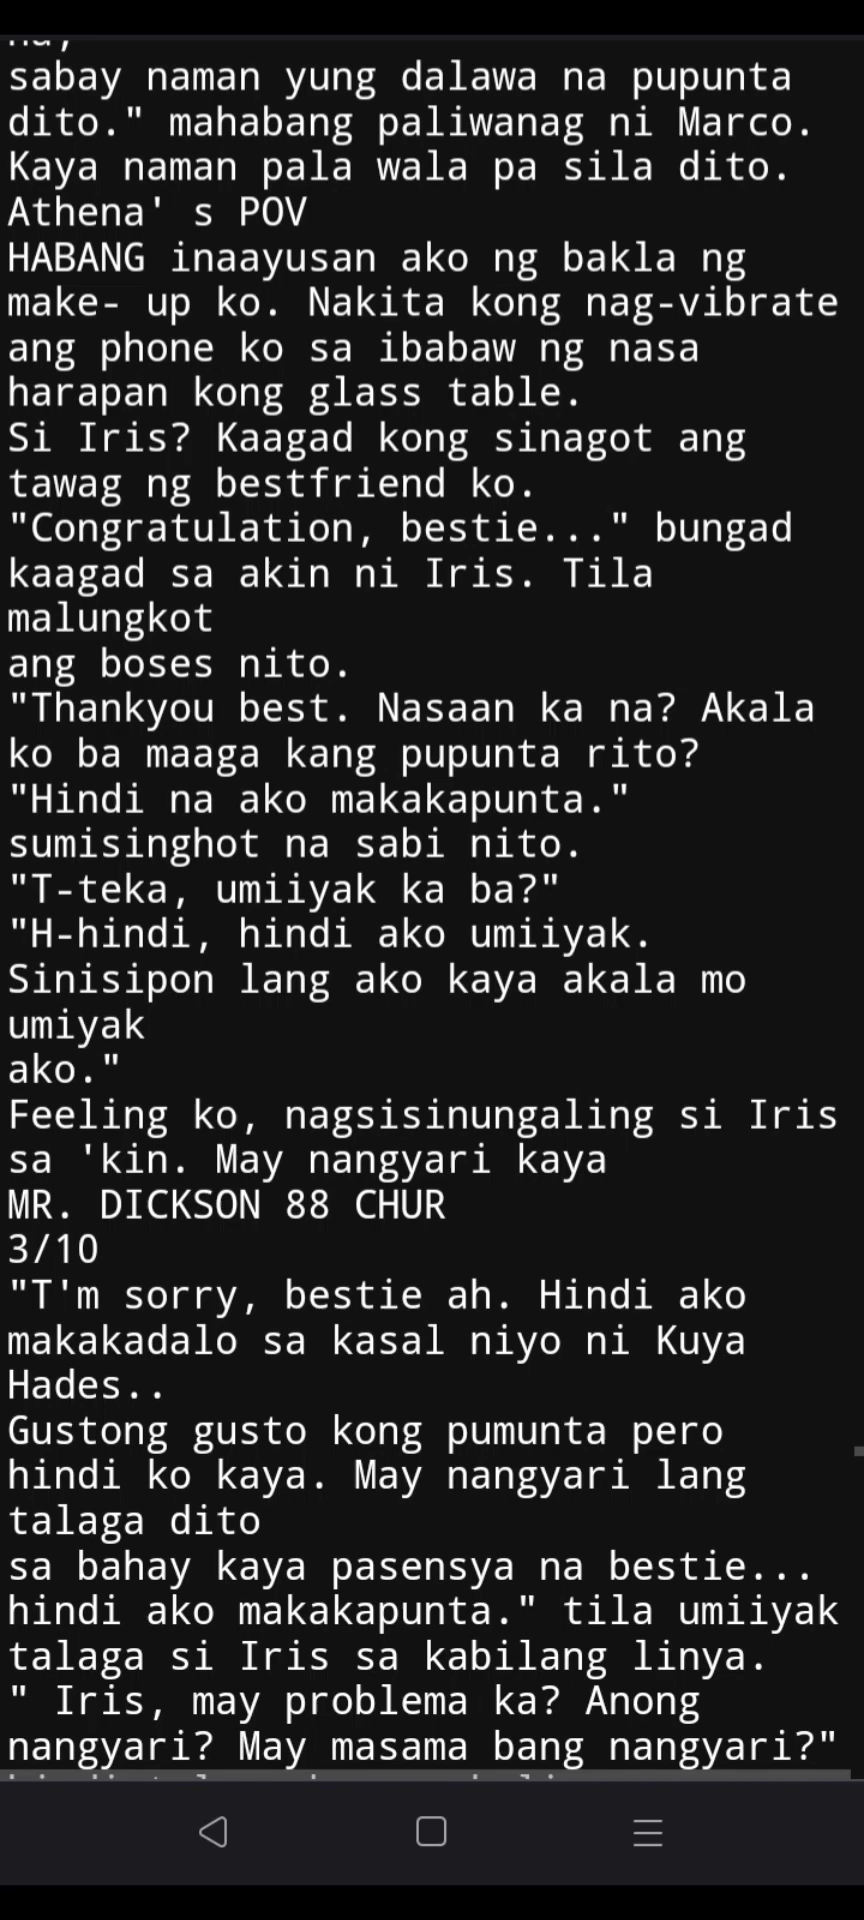 sabay naman yung dalawa na pupunta
dito." mahabang paliwanag ni Marco.
Kaya naman pala wala pa sila dito.
Athena' s POV
HABANG inaayusan ako ng bakla ng
make- up ko. Nakita kong nag-vibrate
ang phone ko sa ibabaw ng nasa
harapan kong glass table.
Si Iris? Kaagad kong sinagot ang
tawag ng bestfriend ko.
"Congratulation, bestie..." bungad
kaagad sa akin ni Iris. Tila
malungkot
ang boses nito.
"Thankyou best. Nasaan ka na? Akala
ko ba maaga kang pupunta rito?
"Hindi na ako makakapunta."
sumisinghot na sabi nito.
"T-teka, umiiyak ka ba?"
"H-hindi, hindi ako umiiyak.
Sinisipon lang ako kaya akala mo
umiyak
ako."
Feeling ko, nagsisinungaling si Iris
sa 'kin. May nangyari kaya
MR. DICKSON 88 CHUR
3/10
"T'm sorry, bestie ah. Hindi ako
makakadalo sa kasal niyo ni Kuya
Hades..
Gustong gusto kong pumunta pero
hindi ko kaya. May nangyari lang
talaga dito
sa bahay kaya pasensya na bestie...
hindi ako makakapunta." tila umiiyak
talaga si Iris sa kabilang linya.
" Iris, may problema ka? Anong
nangyari? May masama bang nangyari?"